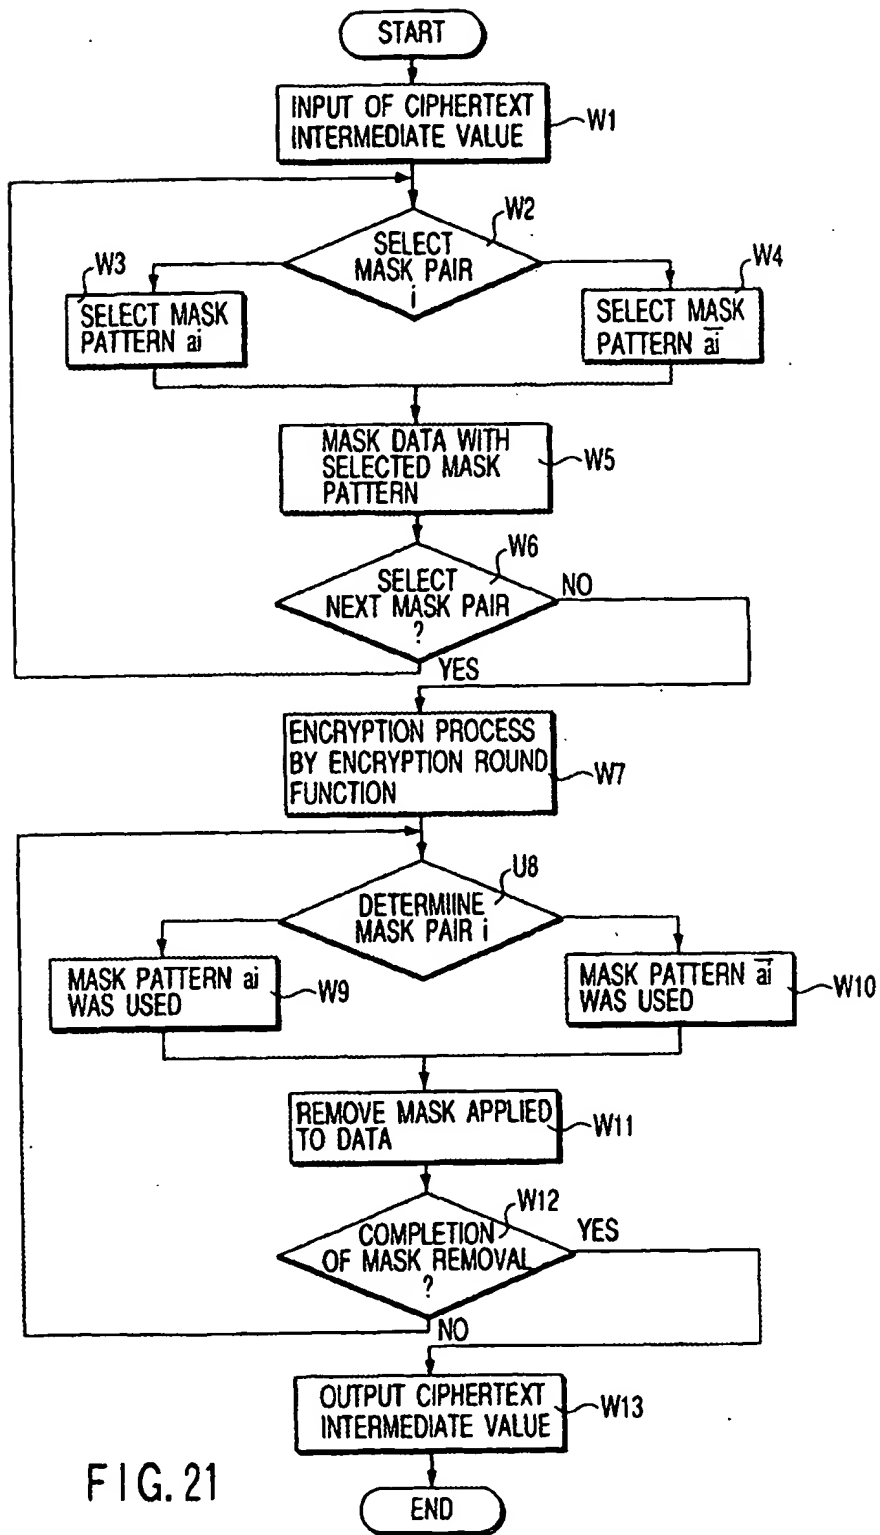 START
INPUT OF CIPHERTEXT
INTERMEDIATE VALUE
W1
SELECT
MASK PAIR
i
W2
W3
SELECT MASK
PATTERN ai
W4
SELECT MASK
PATTERN a̅i̅
MASK DATA WITH
SELECTED MASK
PATTERN
W5
W6
SELECT
NEXT MASK PAIR
?
NO
YES
ENCRYPTION PROCESS
BY ENCRYPTION ROUND
FUNCTION
W7
U8
DETERMIINE
MASK PAIR i
MASK PATTERN ai
WAS USED
W9
MASK PATTERN a̅i̅
WAS USED
W10
REMOVE MASK APPLIED
TO DATA
W11
W12
COMPLETION
OF MASK REMOVAL
?
YES
NO
OUTPUT CIPHERTEXT
INTERMEDIATE VALUE
W13
END
FIG. 21